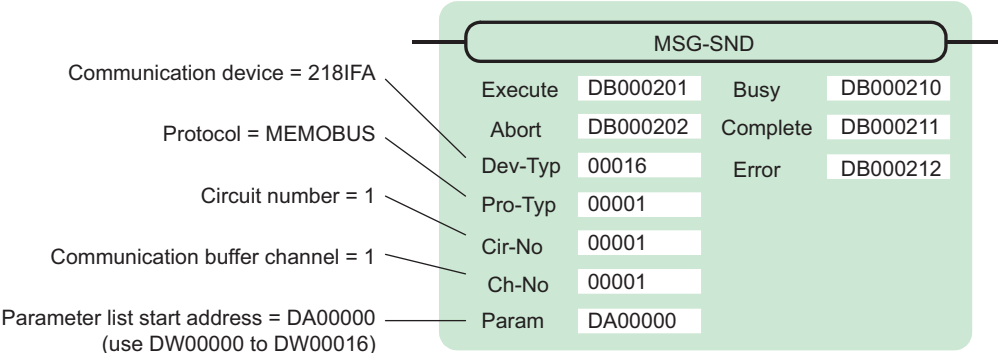 MSG-SND
Communication device = 218IFA
Protocol = MEMOBUS
Circuit number = 1
Communication buffer channel = 1
Parameter list start address = DA00000
(use DW00000 to DW00016)
Execute DB000201 Busy DB000210
Abort DB000202 Complete DB000211
Dev-Typ 00016 Error DB000212
Pro-Typ 00001
Cir-No 00001
Ch-No 00001
Param DA00000